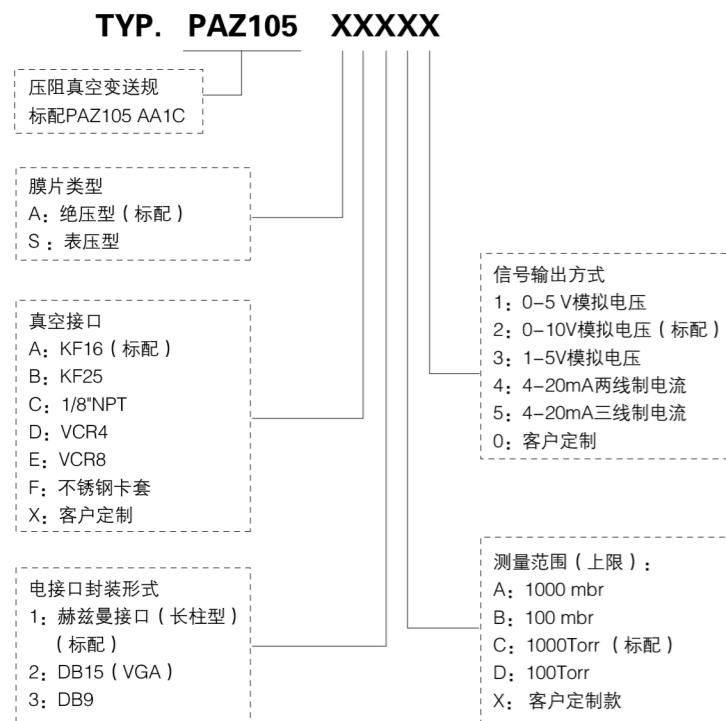 TYP. PAZ105 XXXXX
压阻真空变送规
标配PAZ105 AA1C
膜片类型
A：绝压型（标配）
S：表压型
真空接口
A：KF16（标配）
B：KF25
C：1/8"NPT
D：VCR4
E：VCR8
F：不锈钢卡套
X：客户定制
电接口封装形式
1：赫兹曼接口（长柱型）
（标配）
2：DB15（VGA）
3：DB9
信号输出方式
1：0-5 V模拟电压
2：0-10V模拟电压（标配）
3：1-5V模拟电压
4：4-20mA两线制电流
5：4-20mA三线制电流
0：客户定制
测量范围（上限）：
A：1000 mbr
B：100 mbr
C：1000Torr （标配）
D：100Torr
X： 客户定制款